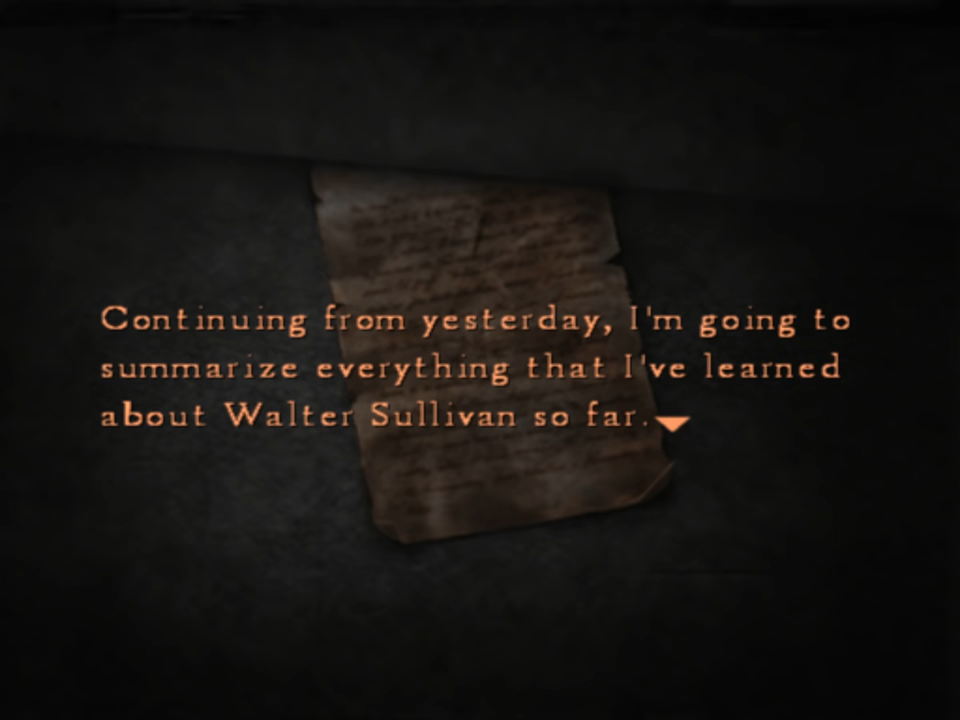 Continuing from yesterday, I'm going to
summarize everything that I've learned
about Walter Sullivan so far.